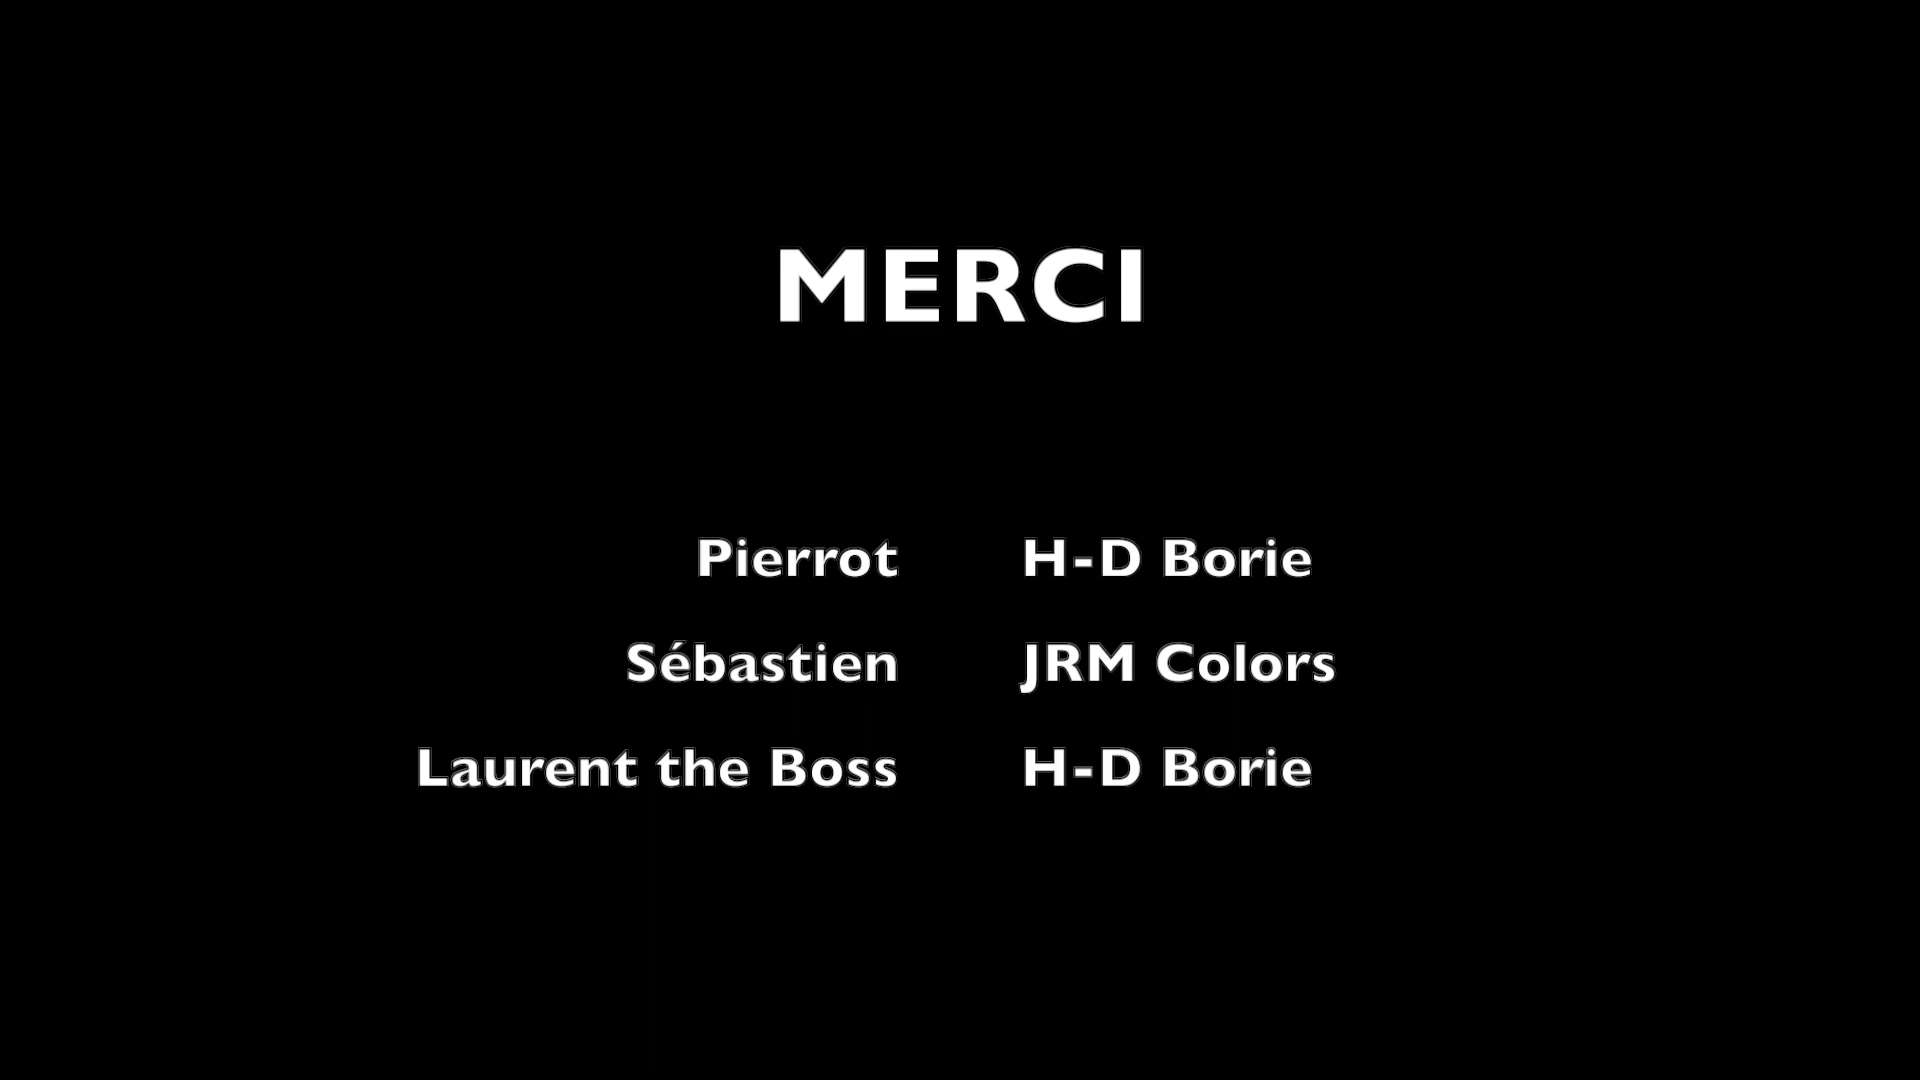 MERCI
Pierrot H-D Borie
Sébastien JRM Colors
Laurent the Boss H-D Borie